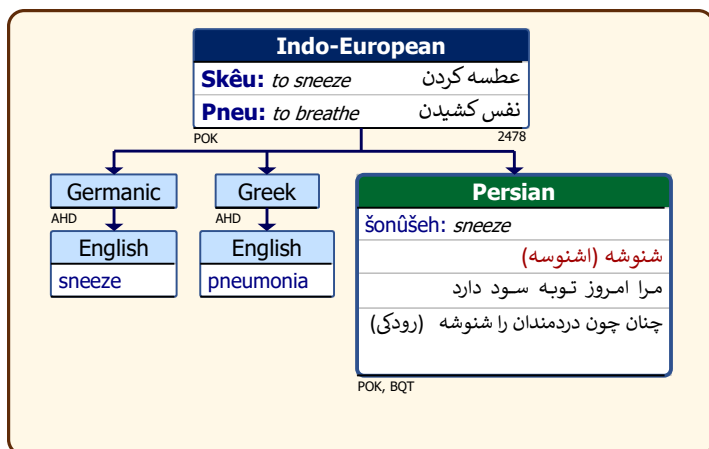 Indo-European
Skêu: to sneeze عطسه کردن
Pneu: to breathe نفس کشیدن
POK 2478
Germanic
AHD
English
sneeze
Greek
AHD
English
pneumonia
Persian
šonûšeh: sneeze
شنوشه (اشنوسه)
مرا امروز توبه سود دارد
چنان چون دردمندان را شنوشه (رودکی)
POK, BQT